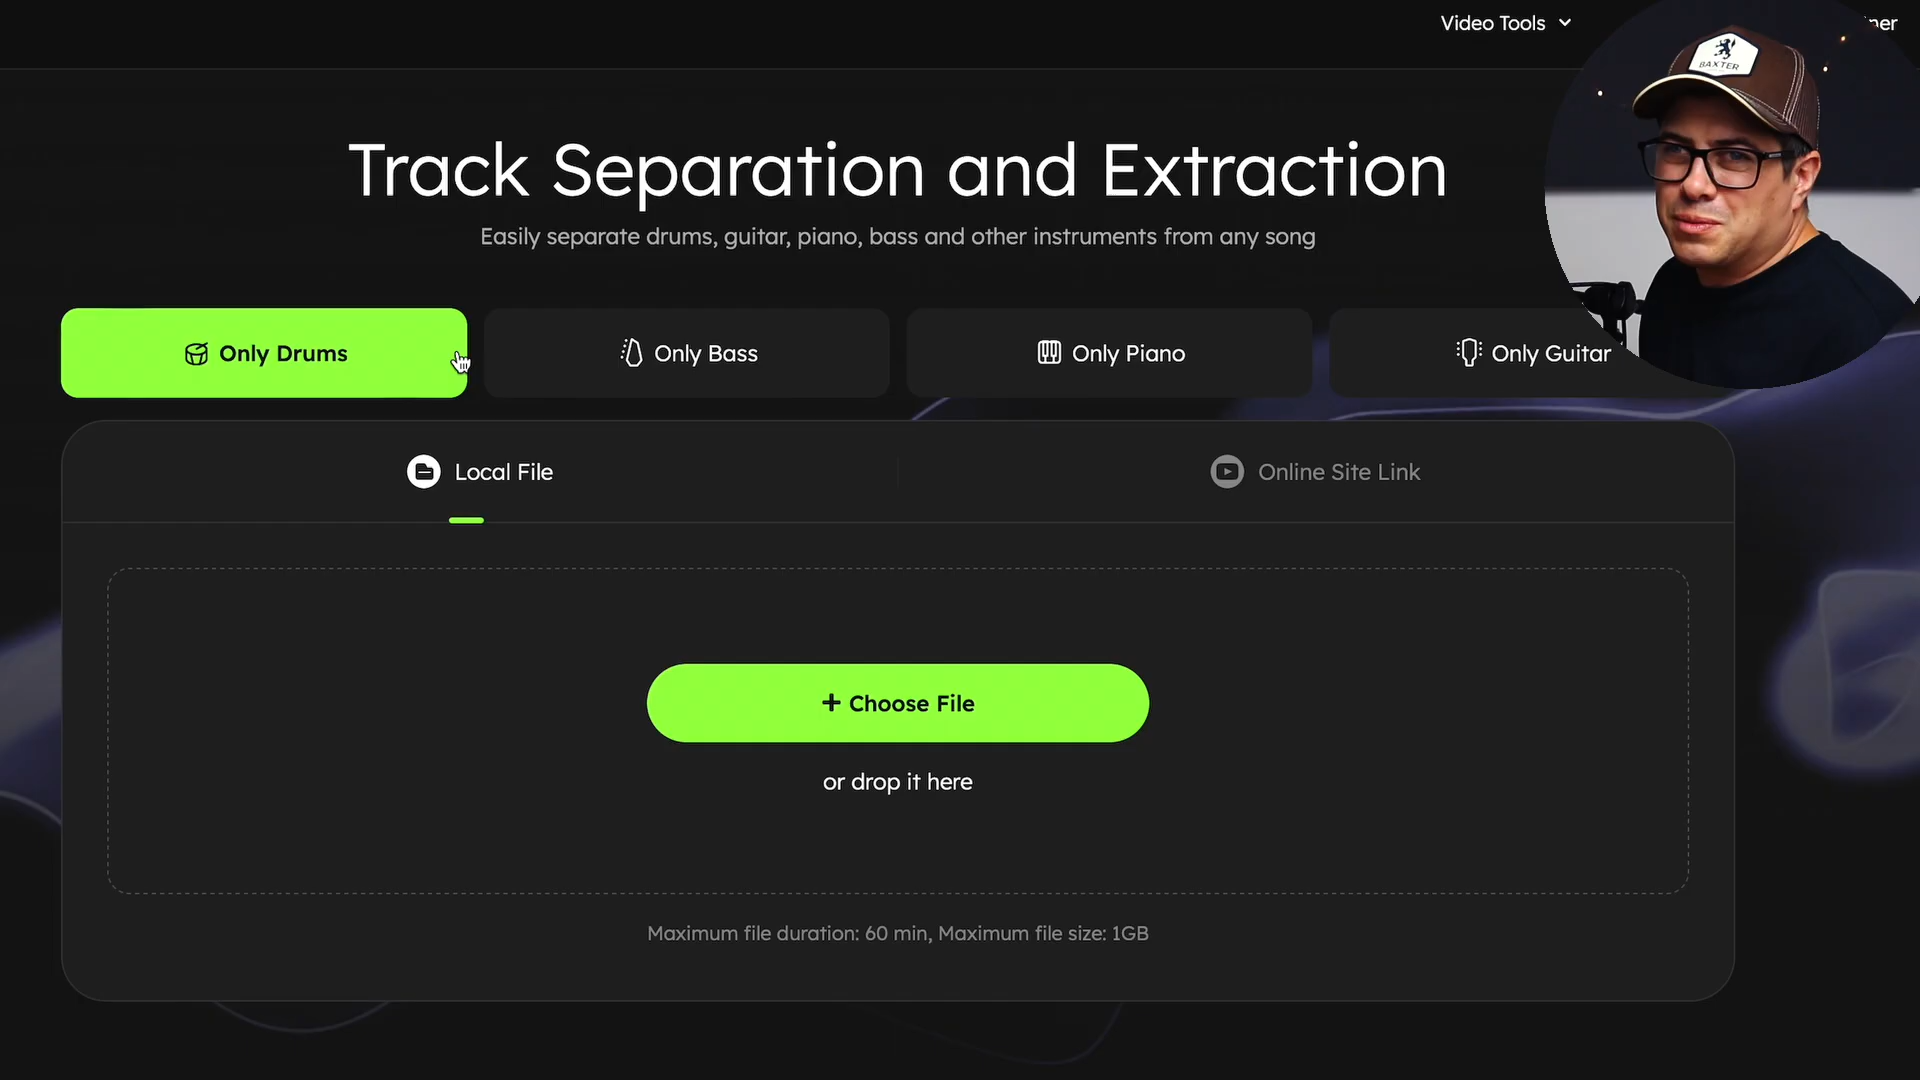 Video Tools
ner
BAXTER
Track Separation and Extraction
Easily separate drums, guitar, piano, bass and other instruments from any song
Only Drums
Only Bass
Only Piano
Only Guitar
Local File
Online Site Link
+ Choose File
or drop it here
Maximum file duration: 60 min, Maximum file size: 1GB